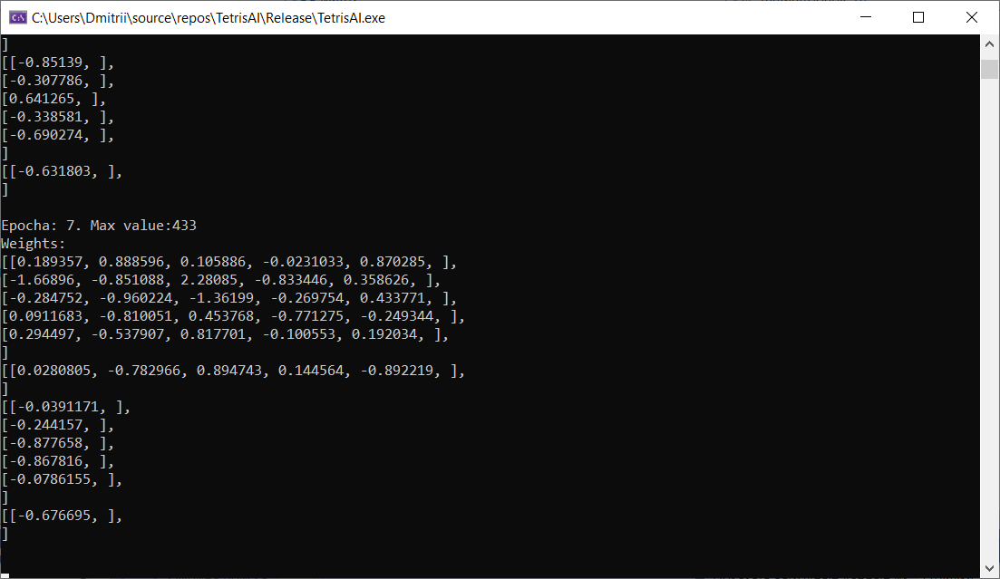 C:\Users\Dmitrii\source\repos\TetrisAI\Release\TetrisAI.exe
]
[[-0.85139, ],
[-0.307786, ],
[0.641265, ],
[-0.338581, ],
[-0.690274, ],
]
[[-0.631803, ],
]
Epocha: 7. Max value:433
Weights:
[[0.189357, 0.888596, 0.105886, -0.0231033, 0.870285, ],
[-1.66896, -0.851088, 2.28085, -0.833446, 0.358626, ],
[-0.284752, -0.960224, -1.36199, -0.269754, 0.433771, ],
[0.0911683, -0.810051, 0.453768, -0.771275, -0.249344, ],
[0.294497, -0.537907, 0.817701, -0.100553, 0.192034, ],
]
[[0.0280805, -0.782966, 0.894743, 0.144564, -0.892219, ],
]
[[-0.0391171, ],
[-0.244157, ],
[-0.877658, ],
[-0.867816, ],
[-0.0786155, ],
]
[[-0.676695, ],
]